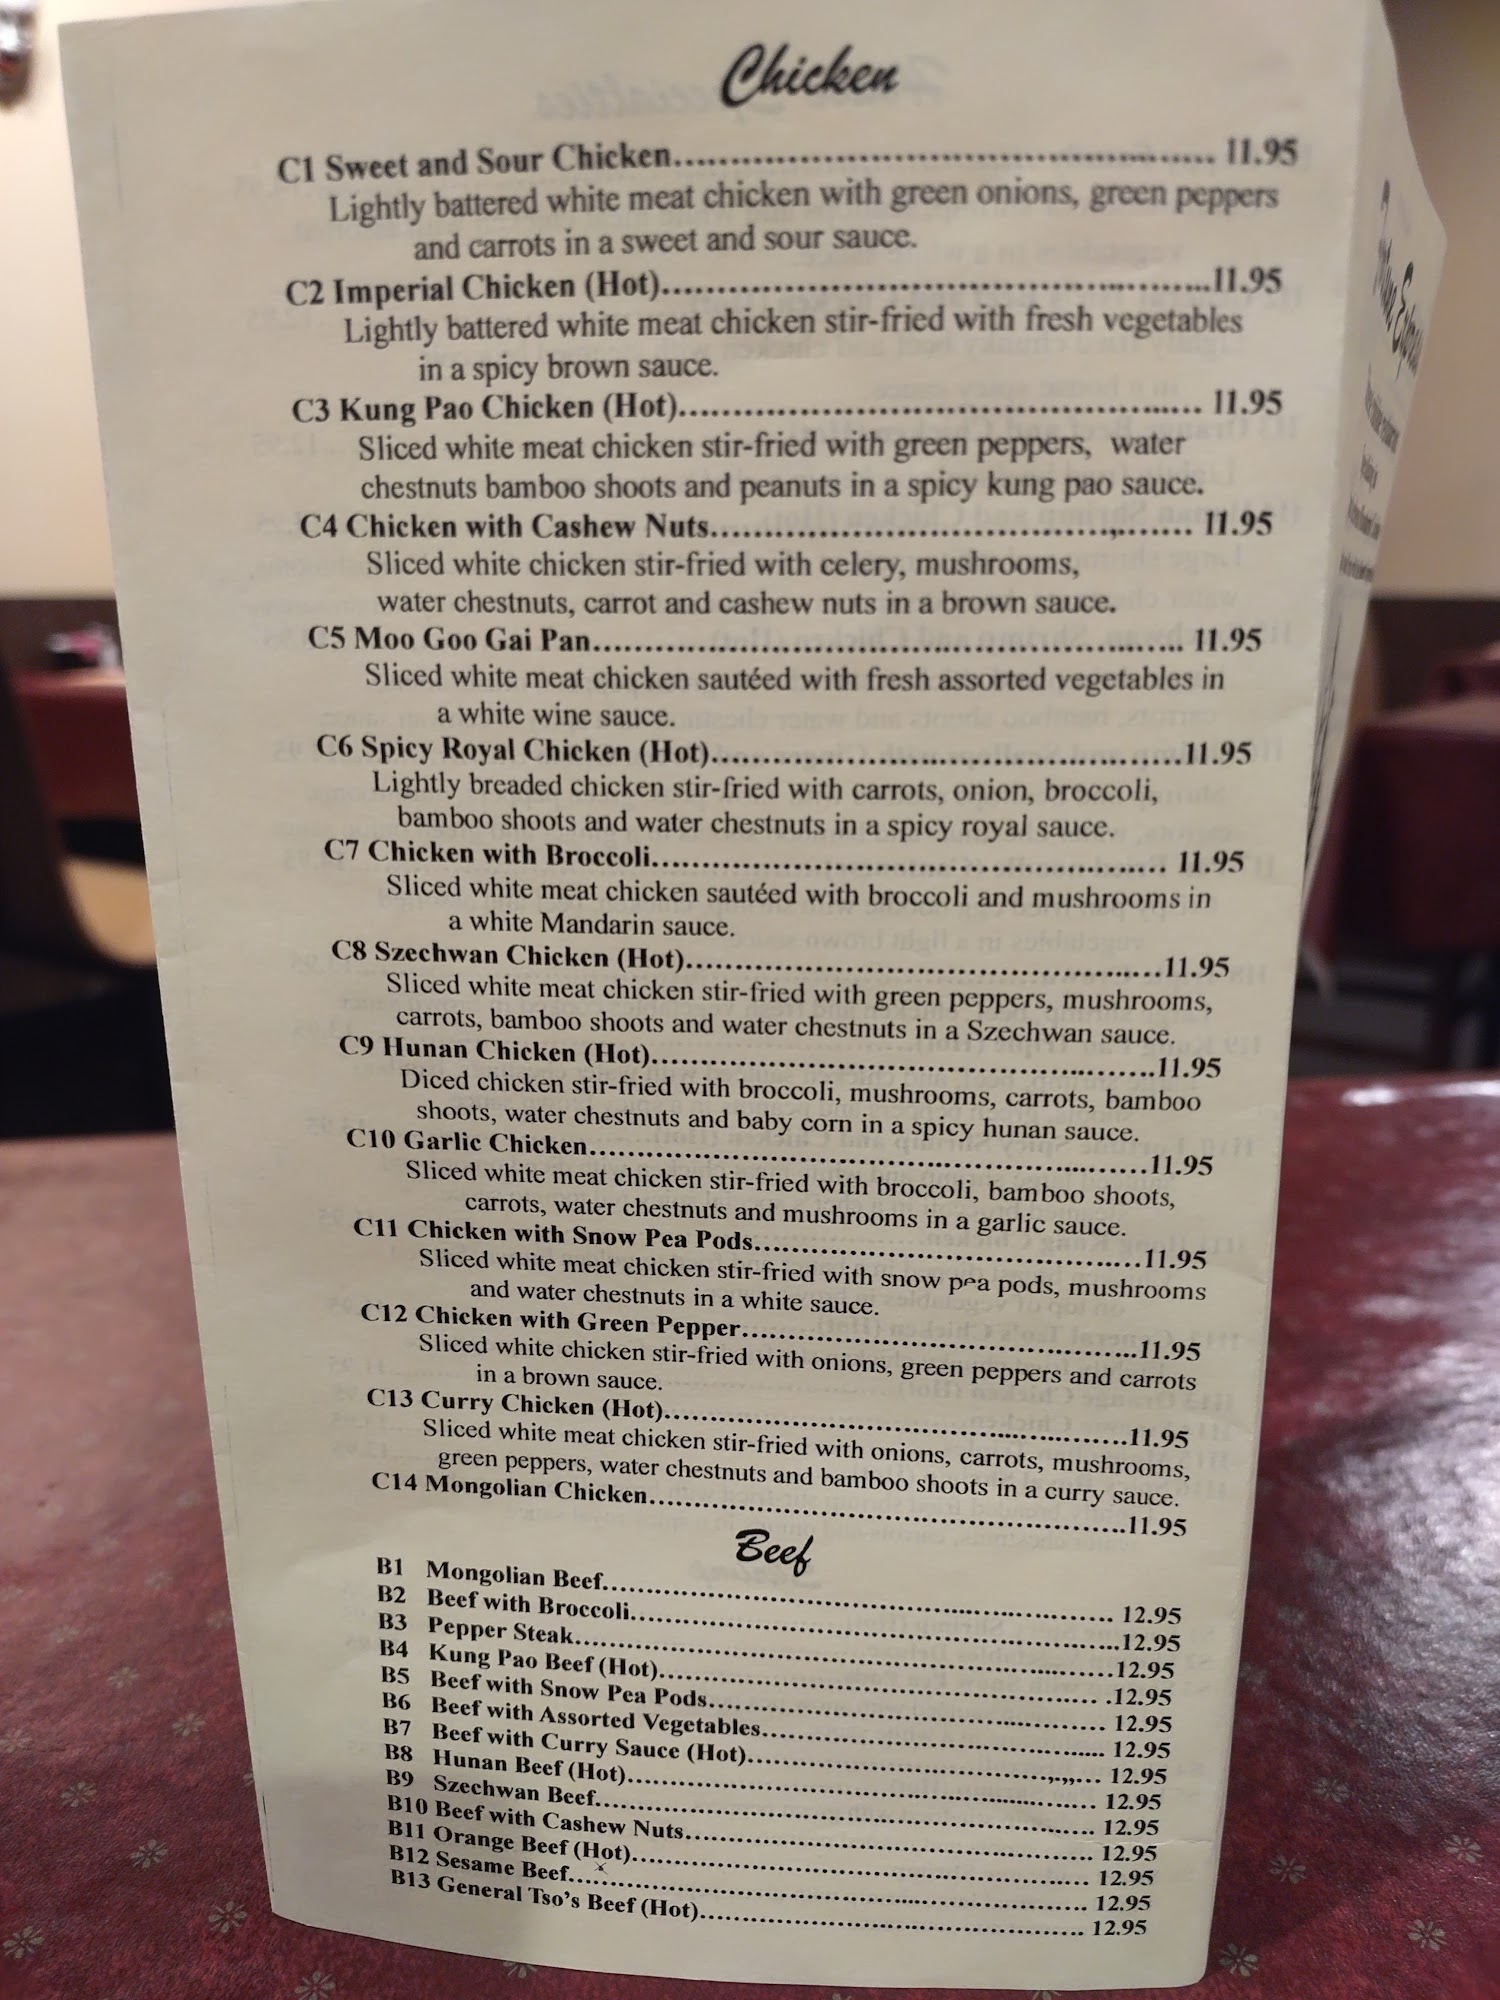 Chicken
C1 Sweet and Sour Chicken.................................................. 11.95
Lightly battered white meat chicken with green onions, green peppers
and carrots in a sweet and sour sauce.
C2 Imperial Chicken (Hot)..................................................11.95
Lightly battered white meat chicken stir-fried with fresh vegetables
in a spicy brown sauce.
C3 Kung Pao Chicken (Hot).................................................. 11.95
Sliced white meat chicken stir-fried with green peppers, water
chestnuts bamboo shoots and peanuts in a spicy kung pao sauce.
C4 Chicken with Cashew Nuts.................................................. 11.95
Sliced white chicken stir-fried with celery, mushrooms,
water chestnuts, carrot and cashew nuts in a brown sauce.
C5 Moo Goo Gai Pan.................................................. 11.95
Sliced white meat chicken sautéed with fresh assorted vegetables in
a white wine sauce.
C6 Spicy Royal Chicken (Hot)..................................................11.95
Lightly breaded chicken stir-fried with carrots, onion, broccoli,
bamboo shoots and water chestnuts in a spicy royal sauce.
C7 Chicken with Broccoli.................................................. 11.95
Sliced white meat chicken sautéed with broccoli and mushrooms in
a white Mandarin sauce.
C8 Szechwan Chicken (Hot)..................................................11.95
Sliced white meat chicken stir-fried with green peppers, mushrooms,
carrots, bamboo shoots and water chestnuts in a Szechwan sauce.
C9 Hunan Chicken (Hot)..................................................11.95
Diced chicken stir-fried with broccoli, mushrooms, carrots, bamboo
shoots, water chestnuts and baby corn in a spicy hunan sauce.
C10 Garlic Chicken..................................................11.95
Sliced white meat chicken stir-fried with broccoli, bamboo shoots,
carrots, water chestnuts and mushrooms in a garlic sauce.
C11 Chicken with Snow Pea Pods..................................................11.95
Sliced white meat chicken stir-fried with snow pea pods, mushrooms
and water chestnuts in a white sauce.
C12 Chicken with Green Pepper..................................................11.95
Sliced white chicken stir-fried with onions, green peppers and carrots
in a brown sauce.
C13 Curry Chicken (Hot)..................................................11.95
Sliced white meat chicken stir-fried with onions, carrots, mushrooms,
green peppers, water chestnuts and bamboo shoots in a curry sauce.
C14 Mongolian Chicken..................................................11.95
Beef
B1 Mongolian Beef.................................................. 12.95
B2 Beef with Broccoli..................................................12.95
B3 Pepper Steak..................................................12.95
B4 Kung Pao Beef (Hot).................................................. .12.95
B5 Beef with Snow Pea Pods.................................................. 12.95
B6 Beef with Assorted Vegetables.................................................. 12.95
B7 Beef with Curry Sauce (Hot).................................................. 12.95
B8 Hunan Beef (Hot).................................................. 12.95
B9 Szechwan Beef.................................................. 12.95
B10 Beef with Cashew Nuts.................................................. 12.95
B11 Orange Beef (Hot).................................................. 12.95
B12 Sesame Beef.................................................. 12.95
B13 General Tso's Beef (Hot).................................................. 12.95